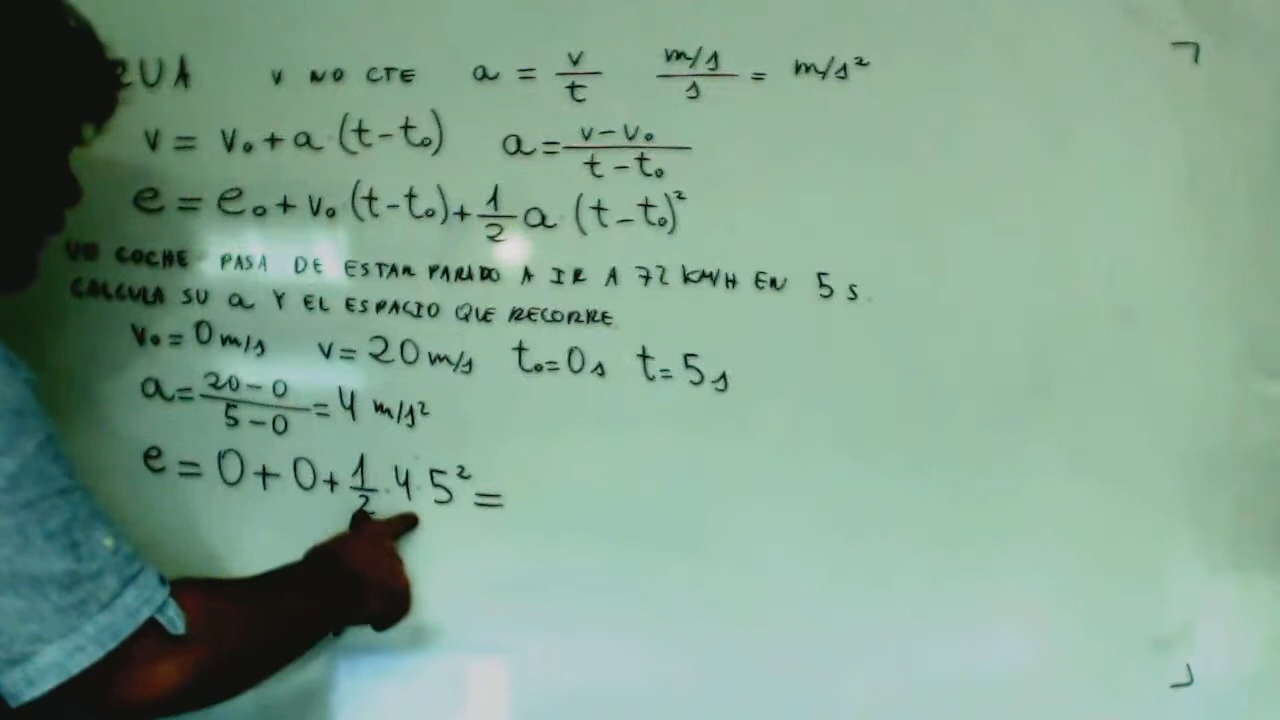 RUA V NO CTE a = v/t m/s/s = m/s²
v = v₀ + a (t-t₀) a = v-v₀/t-t₀
e = e₀ + v₀ (t-t₀) + 1/2 a (t-t₀)²
UN COCHE PASA DE ESTAR PARADO A IR A 72 KM/H EN 5 s.
CALCULA SU a Y EL ESPACIO QUE RECORRE
v₀ = 0 m/s v = 20 m/s t₀ = 0 s t = 5 s
a = 20-0/5-0 = 4 m/s²
e = 0 + 0 + 1/2 · 4 · 5² =